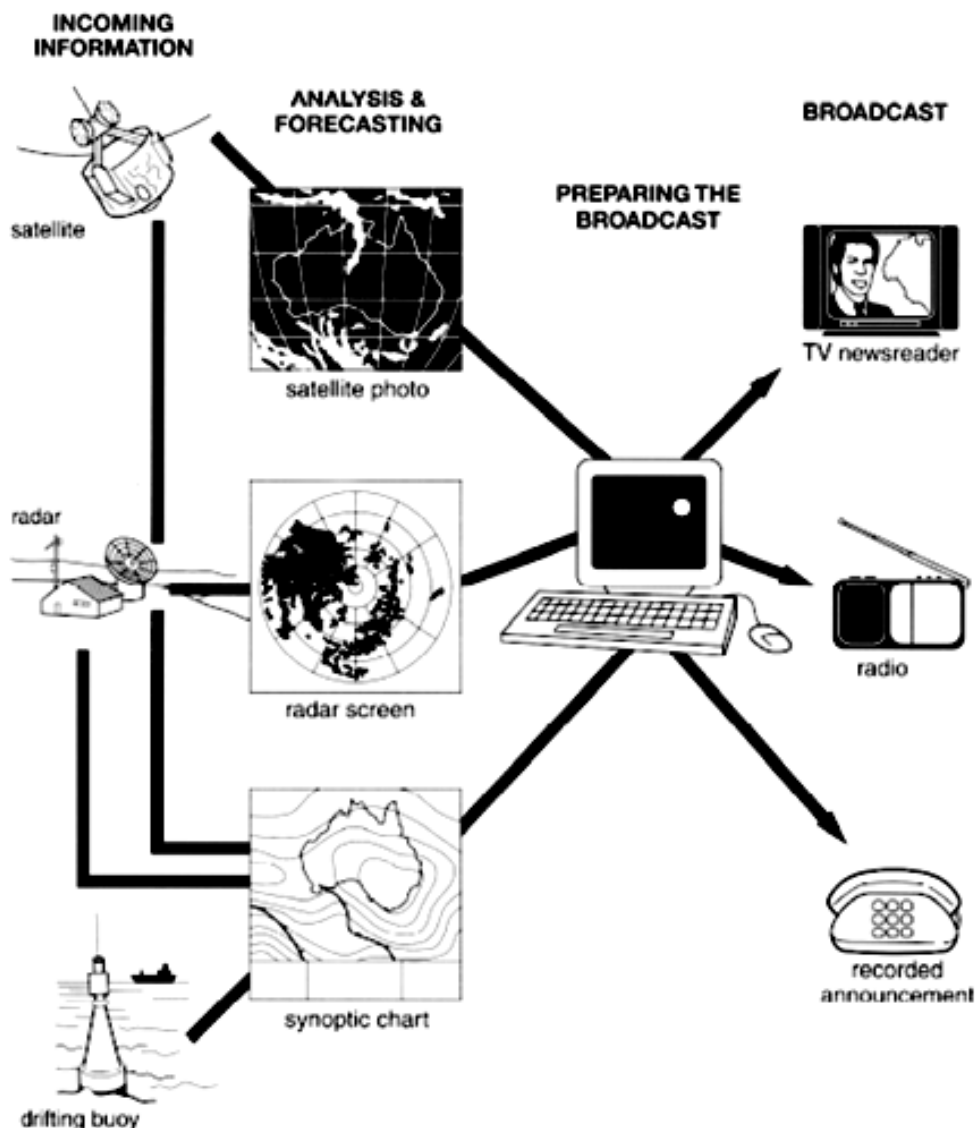 INCOMING
INFORMATION
ANALYSIS &
FORECASTING
BROADCAST
PREPARING THE
BROADCAST
satellite
TV newsreader
satellite photo
radar
radio
radar screen
recorded
announcement
synoptic chart
drifting buoy